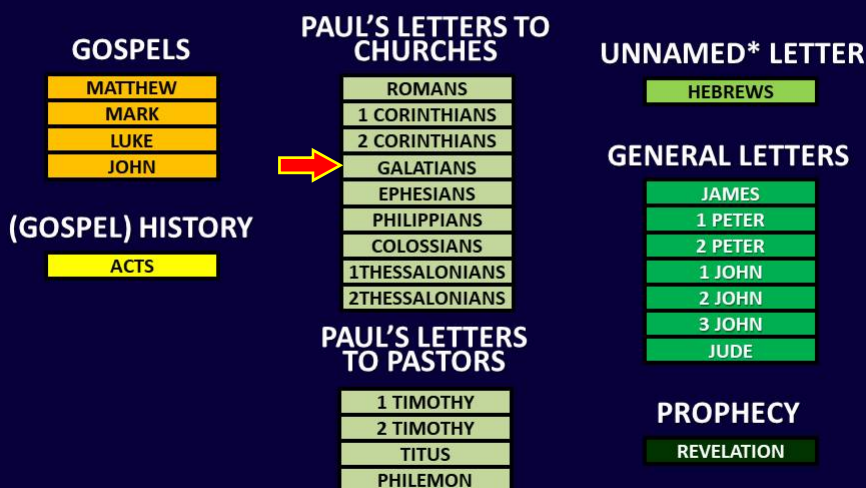 GOSPELS
MATTHEW
MARK
LUKE
JOHN
(GOSPEL) HISTORY
ACTS
PAUL'S LETTERS TO
CHURCHES
ROMANS
1 CORINTHIANS
2 CORINTHIANS
GALATIANS
EPHESIANS
PHILIPPIANS
COLOSSIANS
1THESSALONIANS
2THESSALONIANS
PAUL'S LETTERS
TO PASTORS
1 TIMOTHY
2 TIMOTHY
TITUS
PHILEMON
UNNAMED* LETTER
HEBREWS
GENERAL LETTERS
JAMES
1 PETER
2 PETER
1 JOHN
2 JOHN
3 JOHN
JUDE
PROPHECY
REVELATION